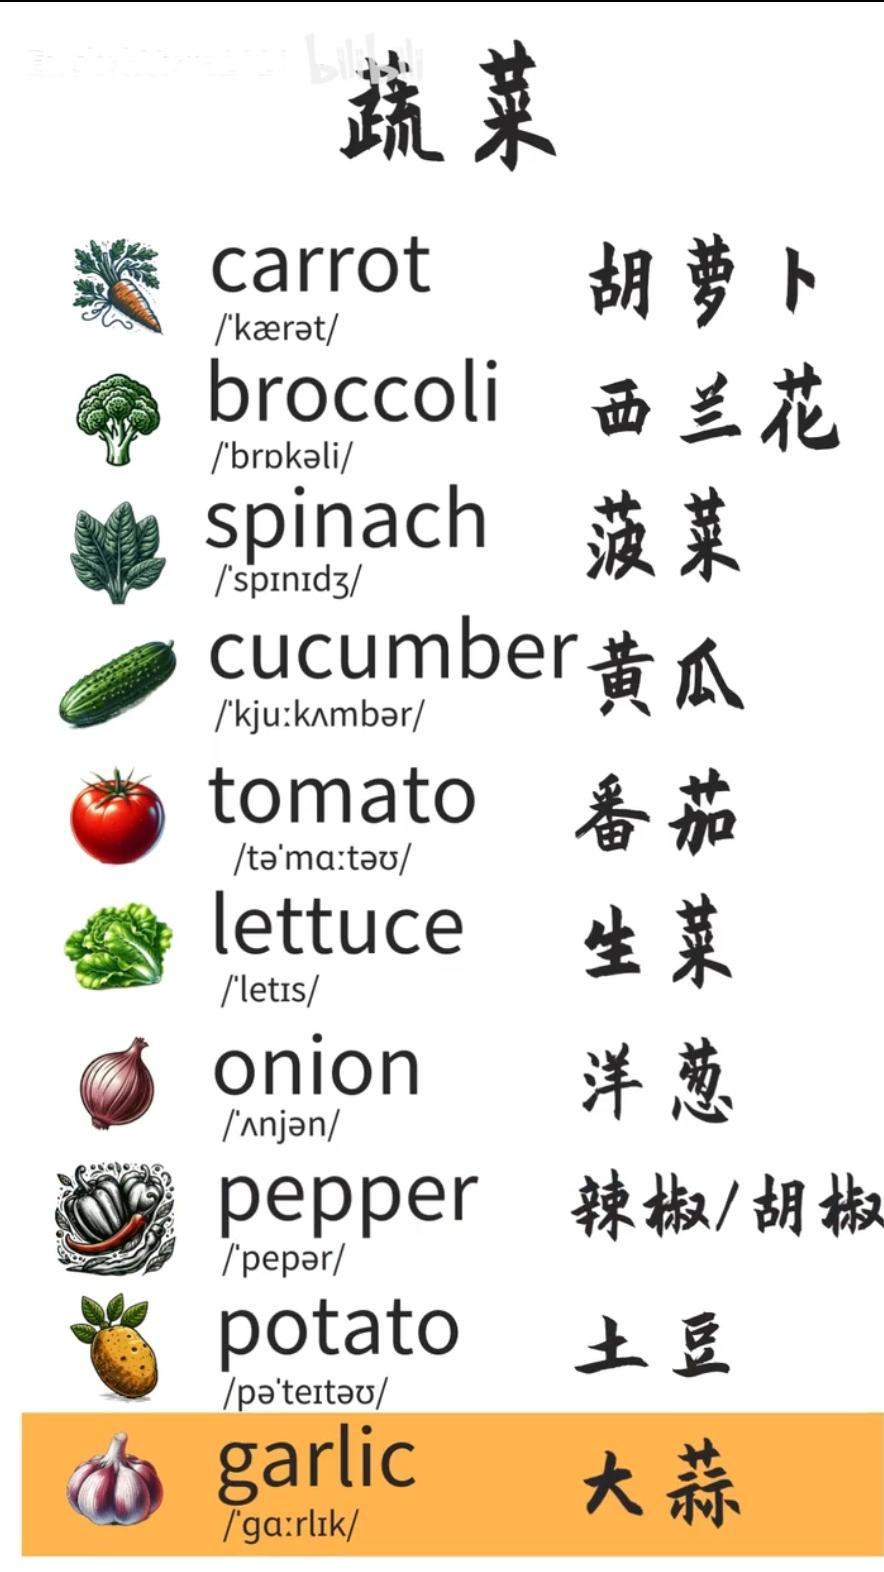 bilibili
蔬菜
carrot 胡萝卜
/ˈkærət/
broccoli 西兰花
/ˈbrɒkəli/
spinach 菠菜
/ˈspɪnɪdʒ/
cucumber 黄瓜
/ˈkjuːkʌmbər/
tomato 番茄
/təˈmɑːtəʊ/
lettuce 生菜
/ˈletɪs/
onion 洋葱
/ˈʌnjən/
pepper 辣椒/胡椒
/ˈpepər/
potato 土豆
/pəˈteɪtəʊ/
garlic 大蒜
/ˈɡɑːrlɪk/